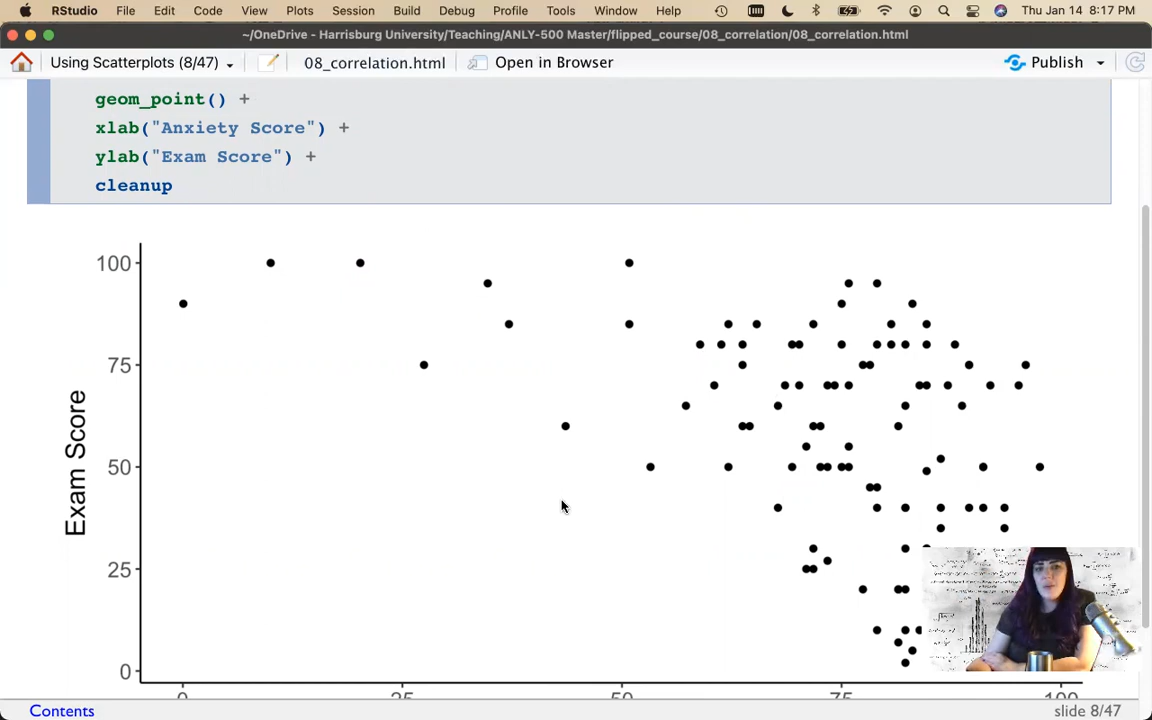 RStudio File Edit Code View Plots Session Build Debug Profile Tools Window Help Thu Jan 14 8:17 PM
~/OneDrive - Harrisburg University/Teaching/ANLY-500 Master/flipped_course/08_correlation/08_correlation.html
Using Scatterplots (8/47) 08_correlation.html Open in Browser Publish
geom_point() +
xlab("Anxiety Score") +
ylab("Exam Score") +
cleanup
100
75
50
25
0
Exam Score
0 25 50 75 100
Contents slide 8/47